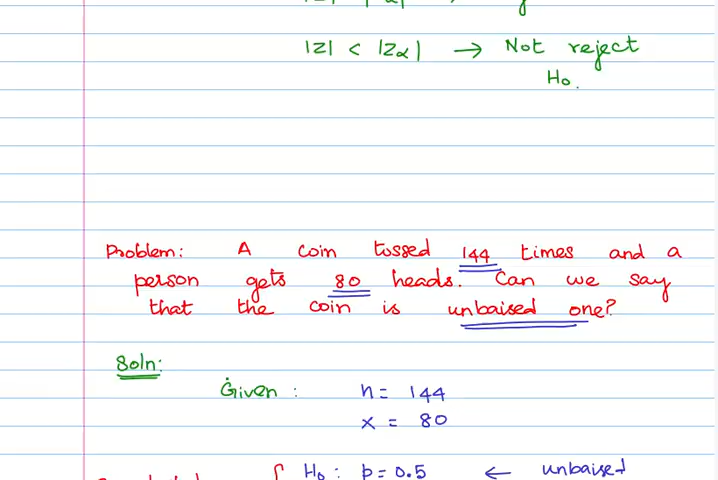 |Z| < |Zα| → Not reject
H₀.
Problem: A coin tossed 144 times and a
person gets 80 heads. Can we say
that the coin is unbaised one?
Soln:
Given : n = 144
x = 80
H₀ : p = 0.5 ← unbaised